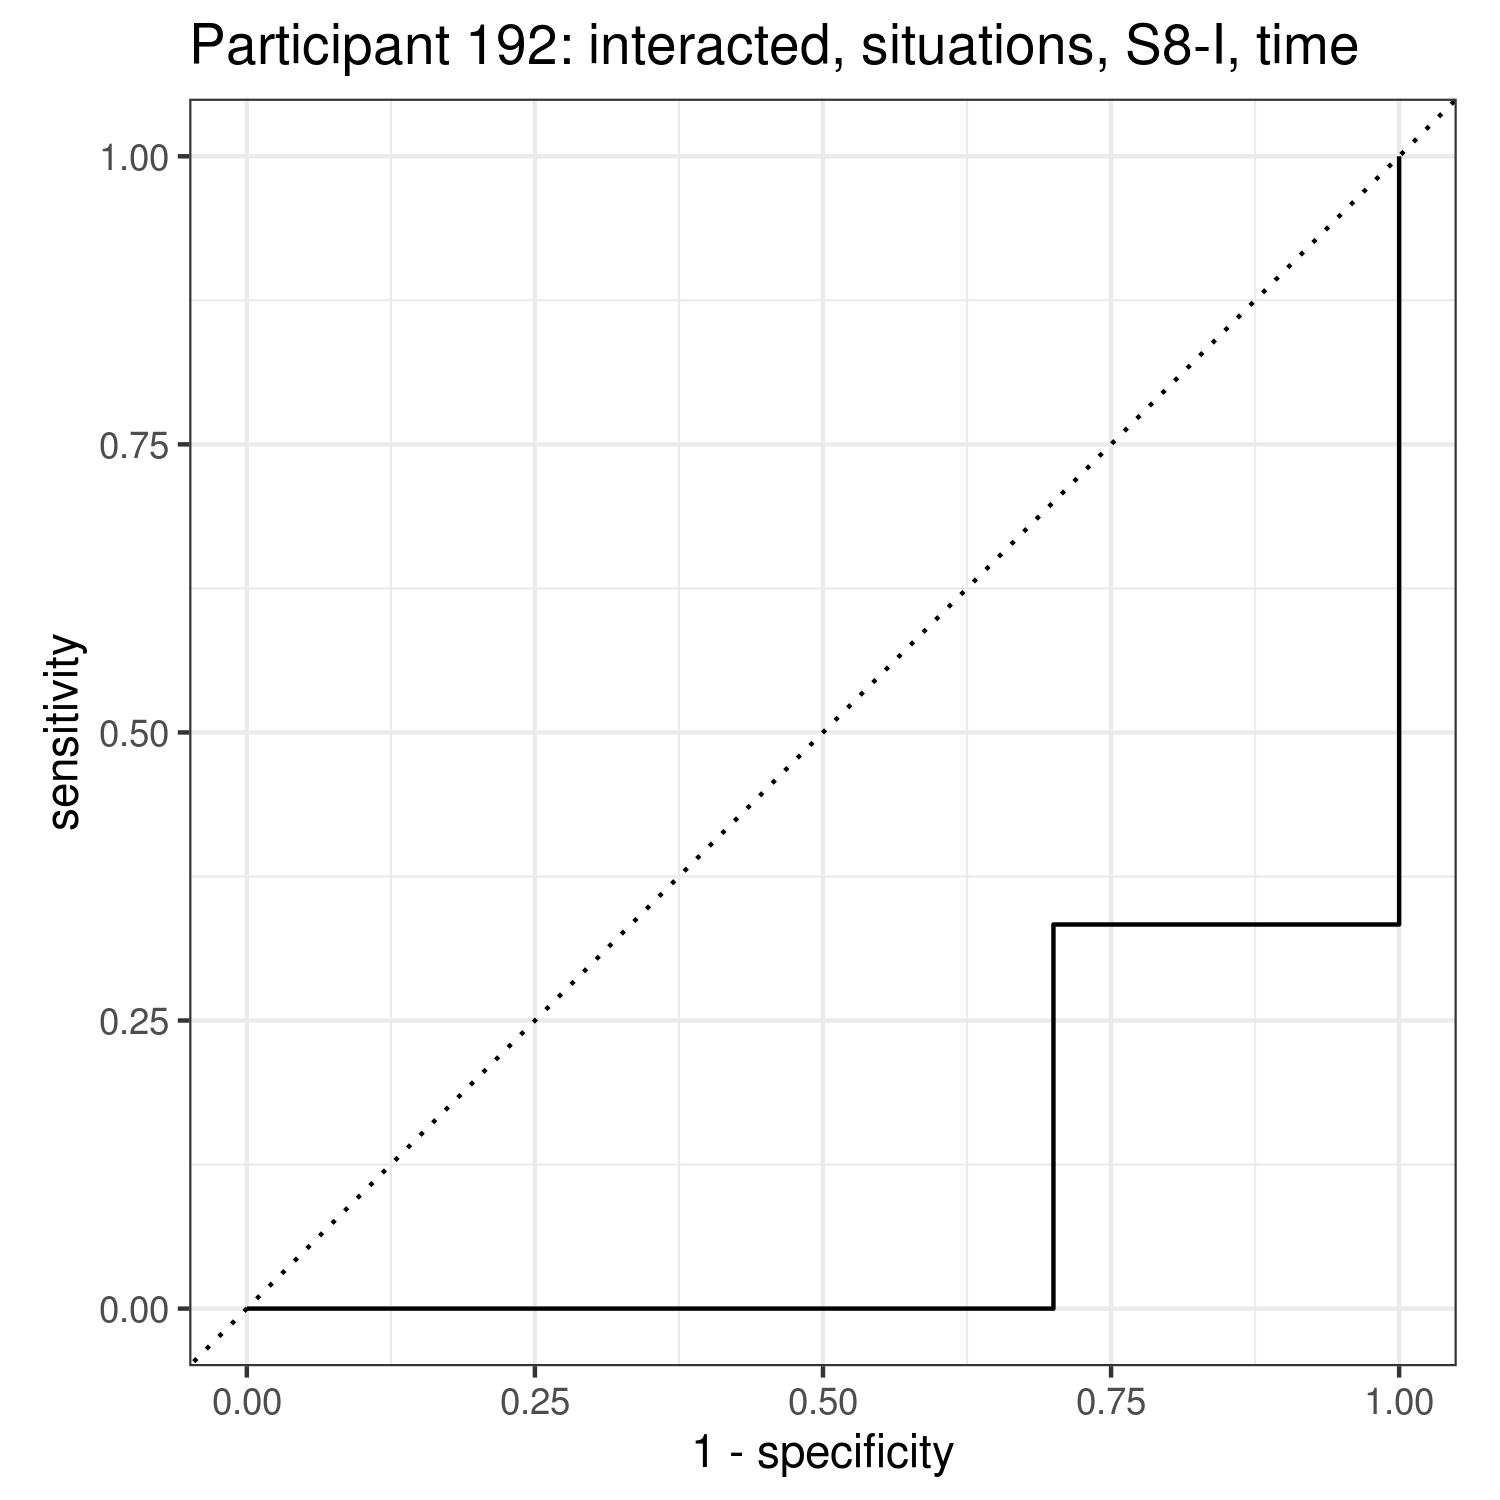 Participant 192: interacted, situations, S8-I, time
1.00
0.75
0.50
0.25
0.00
sensitivity
0.00 0.25 0.50 0.75 1.00
1 - specificity